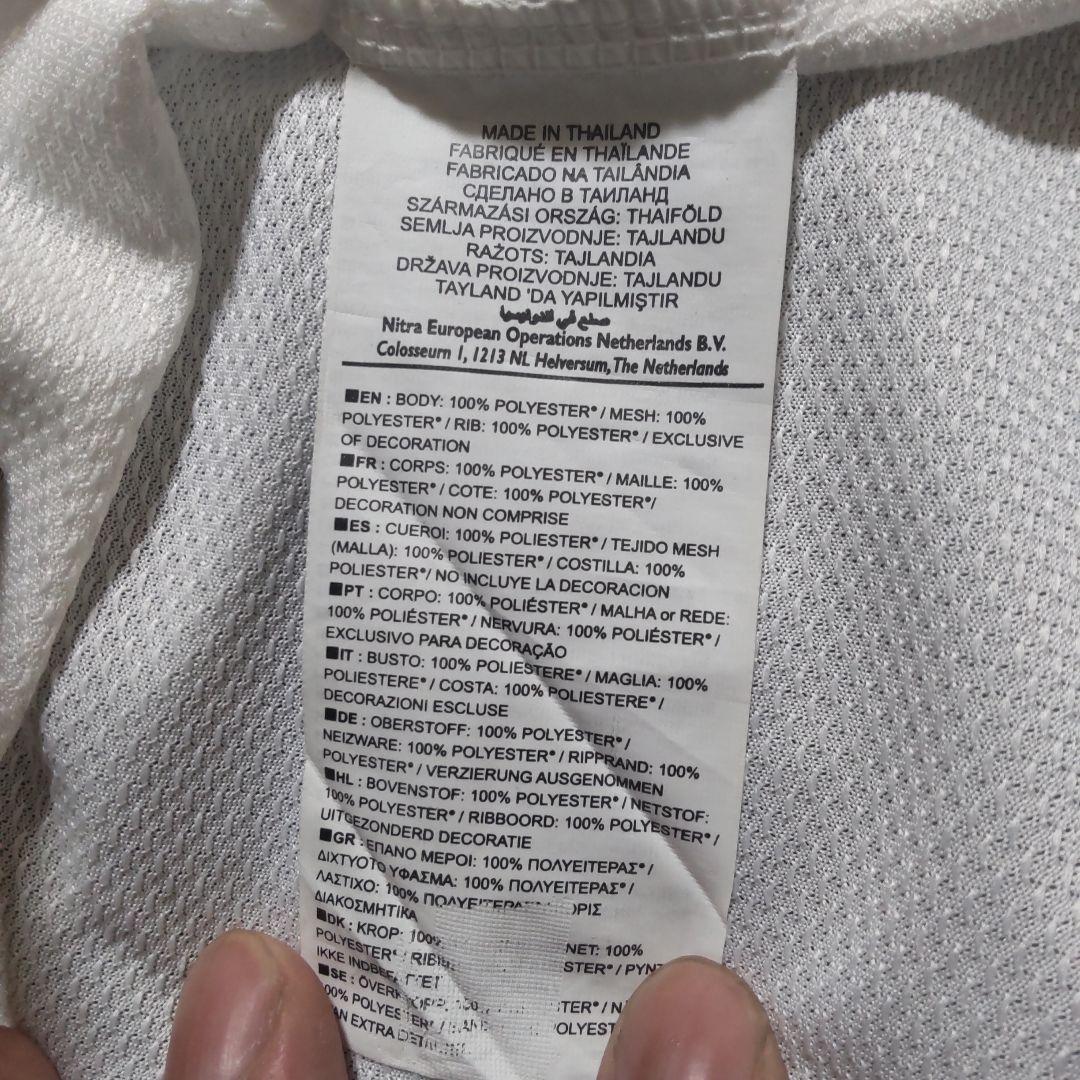 MADE IN THAILAND
FABRIQUÉ EN THAÏLANDE
FABRICADO NA TAILÂNDIA
СДЕЛАНО В ТАИЛАНД
SZÁRMAZÁSI ORSZÁG: THAIFÖLD
SEMLJA PROIZVODNJE: TAJLANDU
RAŽOTS: TAJLANDIA
DRŽAVA PROIZVODNJE: TAJLANDU
TAYLAND 'DA YAPILMIŞTIR
صنع في
Nitra European Operations Netherlands B.V.
Colosseum 1, 1213 NL Helversum, The Netherlands
■EN : BODY: 100% POLYESTER* / MESH: 100%
POLYESTER* / RIB: 100% POLYESTER* / EXCLUSIVE
OF DECORATION
■FR : CORPS: 100% POLYESTER* / MAILLE: 100%
POLYESTER* / COTE: 100% POLYESTER* /
DECORATION NON COMPRISE
■ES : CUEROI: 100% POLIESTER* / TEJIDO MESH
(MALLA): 100% POLIESTER* / COSTILLA: 100%
POLIESTER* / NO INCLUYE LA DECORACION
■PT : CORPO: 100% POLIÉSTER* / MALHA or REDE:
100% POLIÉSTER* / NERVURA: 100% POLIÉSTER* /
EXCLUSIVO PARA DECORAÇÃO
■IT : BUSTO: 100% POLIESTERE* / MAGLIA: 100%
POLIESTERE* / COSTA: 100% POLIESTERE* /
DECORAZIONI ESCLUSE
■DE : OBERSTOFF: 100% POLYESTER* /
NEIZWARE: 100% POLYESTER* / RIPPRAND: 100%
POLYESTER* / VERZIERUNG AUSGENOMMEN
■HL : BOVENSTOF: 100% POLYESTER* / NETSTOF:
100% POLYESTER* / RIBBOORD: 100% POLYESTER* /
UITGEZONDERD DECORATIE
■GR : ΕΠΑΝΟ ΜΕΡΟΙ: 100% ΠΟΛΥΕΙΤΕΡΑΣ* /
ΔΙΧΤΥΟΤΟ ΥΦΑΣΜΑ: 100% ΠΟΛΥΕΙΤΕΡΑΣ* /
ΛΑΣΤΙΧΟ: 100%
ΔΙΑΚΟΣΜΗΤΙΚΑ
■DK : KROP: 100% NET: 100%
POLYESTER*
IKKE
■SE :
100%
EXTRA